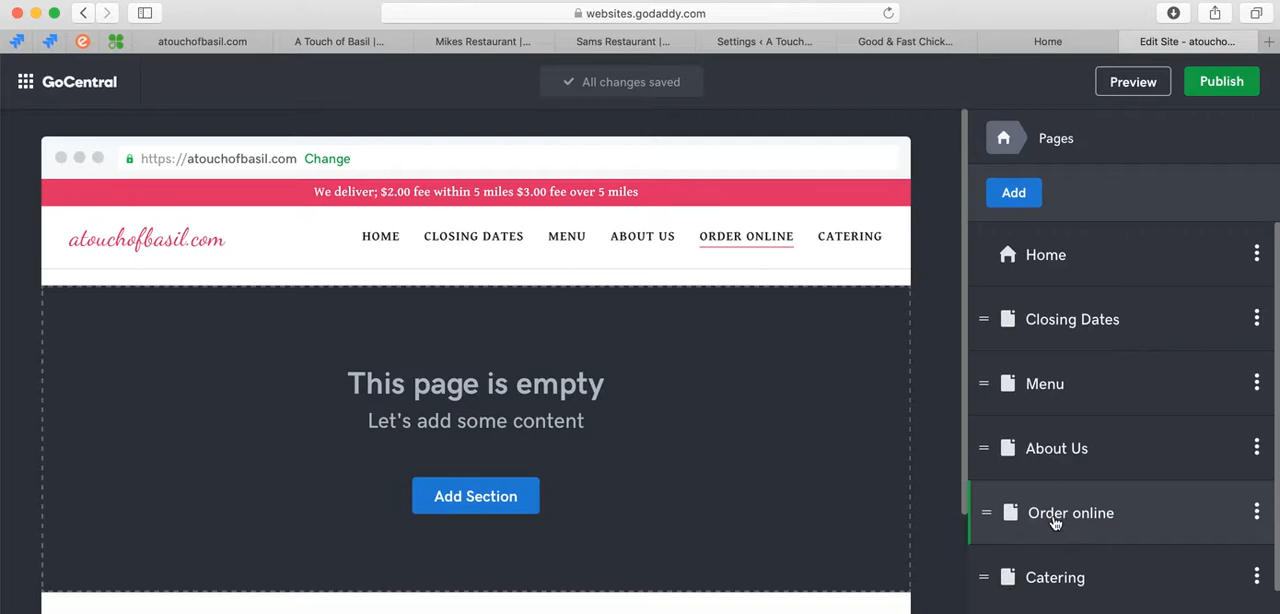 websites.godaddy.com
atouchofbasil.com
A Touch of Basil |...
Mikes Restaurant |...
Sams Restaurant |...
Settings < A Touch...
Good & Fast Chick...
Home
Edit Site - atoucho...
GoCentral
All changes saved
Preview
Publish
https://atouchofbasil.com Change
Pages
We deliver; $2.00 fee within 5 miles $3.00 fee over 5 miles
Add
atouchofbasil.com
HOME
CLOSING DATES
MENU
ABOUT US
ORDER ONLINE
CATERING
This page is empty
Let's add some content
Add Section
Home
Closing Dates
Menu
About Us
Order online
Catering